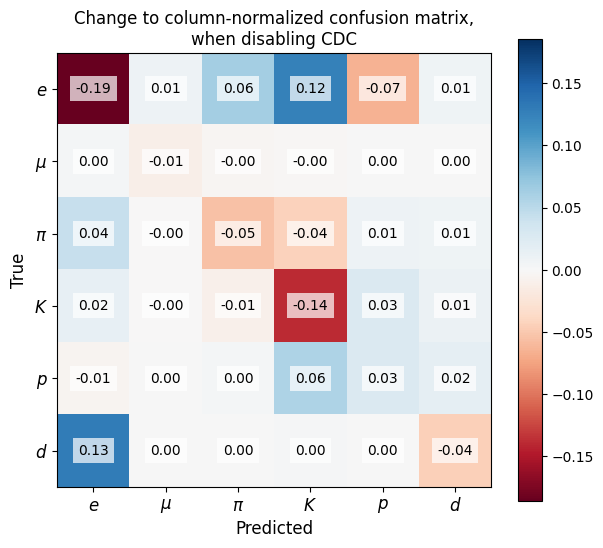 Change to column-normalized confusion matrix,
when disabling CDC
e -0.19 0.01 0.06 0.12 -0.07 0.01
μ 0.00 -0.01 -0.00 -0.00 0.00 0.00
π 0.04 -0.00 -0.05 -0.04 0.01 0.01
K 0.02 -0.00 -0.01 -0.14 0.03 0.01
p -0.01 0.00 0.00 0.06 0.03 0.02
d 0.13 0.00 0.00 0.00 0.00 -0.04
e μ π K p d
Predicted
True
0.15
0.10
0.05
0.00
−0.05
−0.10
−0.15